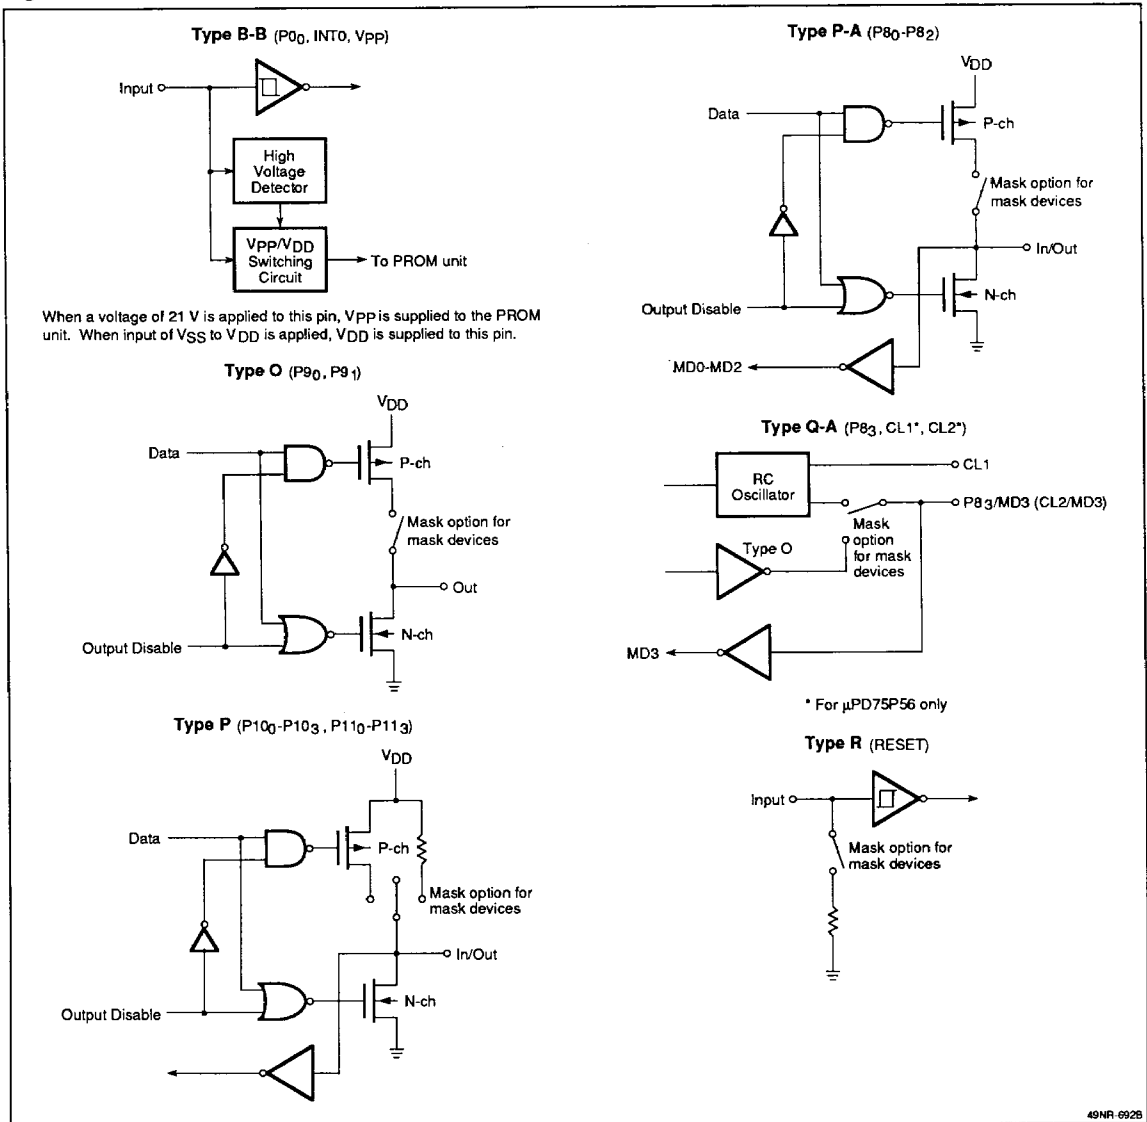 Type B-B (P00, INT0, VPP)
Input
High
Voltage
Detector
VPP/VDD
Switching
Circuit
To PROM unit
When a voltage of 21 V is applied to this pin, VPP is supplied to the PROM
unit. When input of VSS to VDD is applied, VDD is supplied to this pin.
Type O (P90, P91)
VDD
Data
P-ch
Mask option for
mask devices
Out
N-ch
Output Disable
Type P (P100-P103, P110-P113)
VDD
Data
P-ch
Mask option for
mask devices
In/Out
N-ch
Output Disable
Type P-A (P80-P82)
VDD
Data
P-ch
Mask option for
mask devices
In/Out
N-ch
Output Disable
MD0-MD2
Type Q-A (P83, CL1*, CL2*)
RC
Oscillator
CL1
P83/MD3 (CL2/MD3)
Mask
option
for mask
devices
Type O
MD3
* For µPD75P56 only
Type R (RESET)
Input
Mask option for
mask devices
49NR-692B